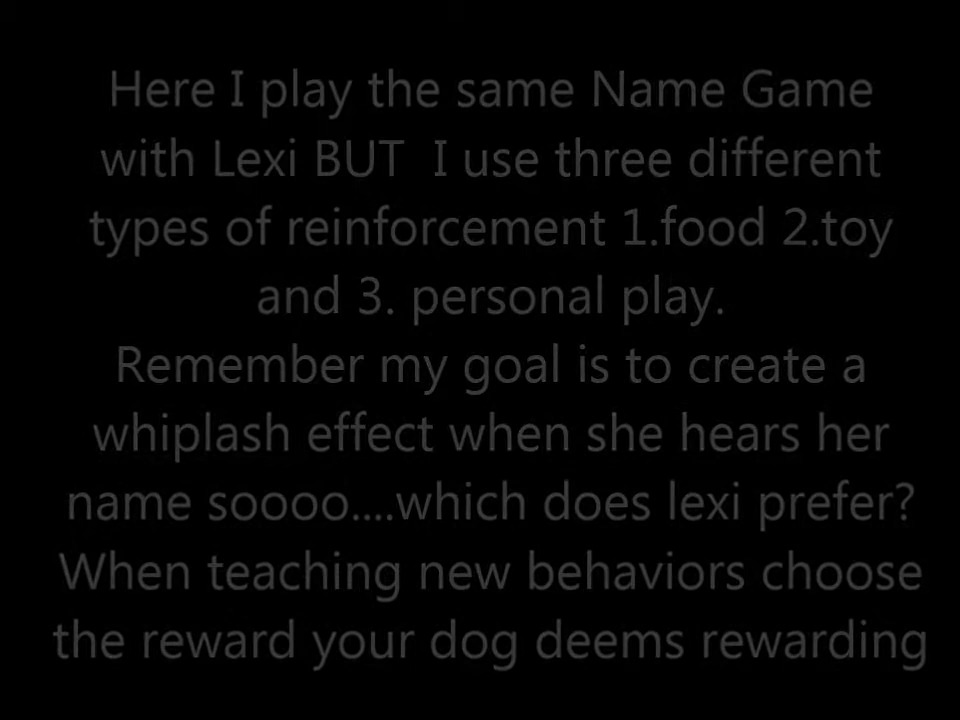 Here I play the same Name Game
with Lexi BUT  I use three different
types of reinforcement 1.food 2.toy
and 3. personal play.
Remember my goal is to create a
whiplash effect when she hears her
name soooo....which does lexi prefer?
When teaching new behaviors choose
the reward your dog deems rewarding